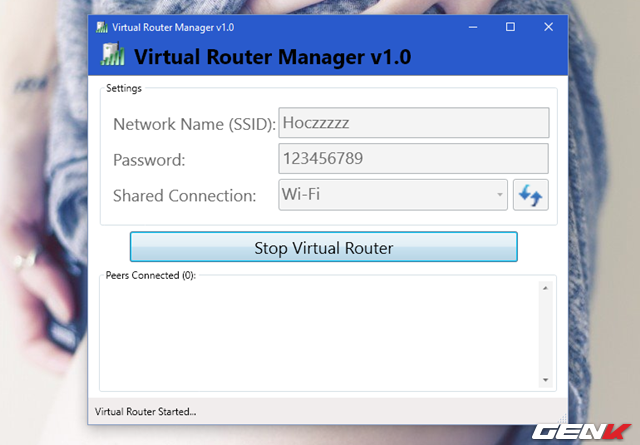 Virtual Router Manager v1.0
Virtual Router Manager v1.0
Settings
Network Name (SSID): Hoczzzzz
Password: 123456789
Shared Connection: Wi-Fi
Stop Virtual Router
Peers Connected (0):
Virtual Router Started...
GENK